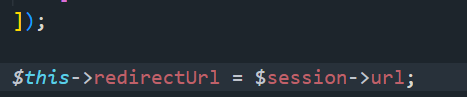 ]);
$this->redirectUrl = $session->url;